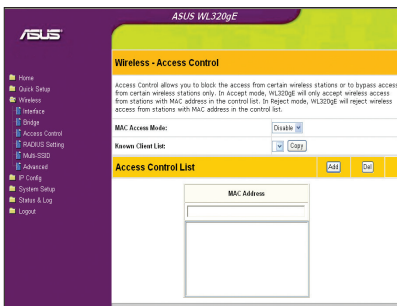 ASUS WL320gE
ASUS
Home
Quick Setup
Wireless
Interface
Bridge
Access Control
RADIUS Setting
Multi-SSID
Advanced
IP Config
System Setup
Status & Log
Logout
Wireless - Access Control
Access Control allows you to block the access from certain wireless stations or to bypass access
from certain wireless stations only. In Accept mode, WL320gE will only accept wireless access
from stations with MAC address in the control list. In Reject mode, WL320gE will reject wireless
access from stations with MAC address in the control list.
MAC Access Mode: Disable
Known Client List: Copy
Access Control List Add Del
MAC Address